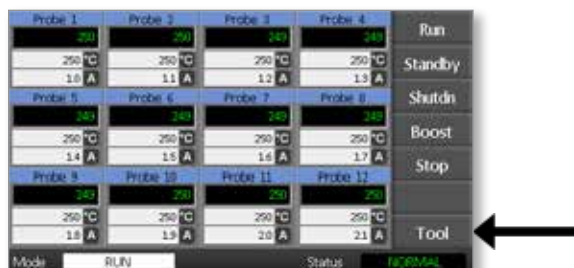 Probe 1 Probe 2 Probe 3 Probe 4 Run
250 250 249 249
250 °C 250 °C 250 °C 250 °C Standby
1.0 A 1.1 A 1.2 A 1.3 A
Probe 5 Probe 6 Probe 7 Probe 8 Shutdn
249 249 249 249
250 °C 250 °C 250 °C 250 °C Boost
1.4 A 1.5 A 1.6 A 1.7 A
Probe 9 Probe 10 Probe 11 Probe 12 Stop
249 250 250 250
250 °C 250 °C 250 °C 250 °C
1.8 A 1.9 A 2.0 A 2.1 A Tool
Mode RUN Status NORMAL